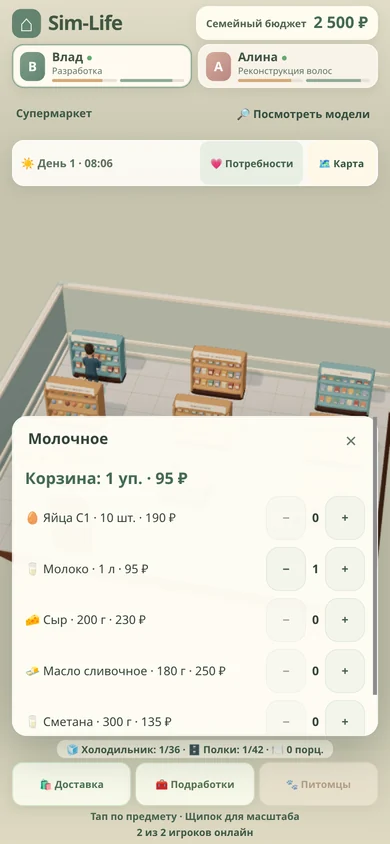 Sim-Life
Семейный бюджет 2 500 ₽
В
Влад
Разработка
А
Алина
Реконструкция волос
Супермаркет
🔎 Посмотреть модели
☀️ День 1 · 08:06
💗 Потребности
🗺️ Карта
Молочное
×
Корзина: 1 уп. · 95 ₽
🥚 Яйца С1 · 10 шт. · 190 ₽
− 0 +
🥛 Молоко · 1 л · 95 ₽
− 1 +
🧀 Сыр · 200 г · 230 ₽
− 0 +
🧈 Масло сливочное · 180 г · 250 ₽
− 0 +
🥛 Сметана · 300 г · 135 ₽
− 0 +
🧊 Холодильник: 1/36 · 🗄️ Полки: 1/42 · 🍽️ 0 порц.
🛍️ Доставка
🧰 Подработки
🐾 Питомцы
Тап по предмету · Щипок для масштаба
2 из 2 игроков онлайн